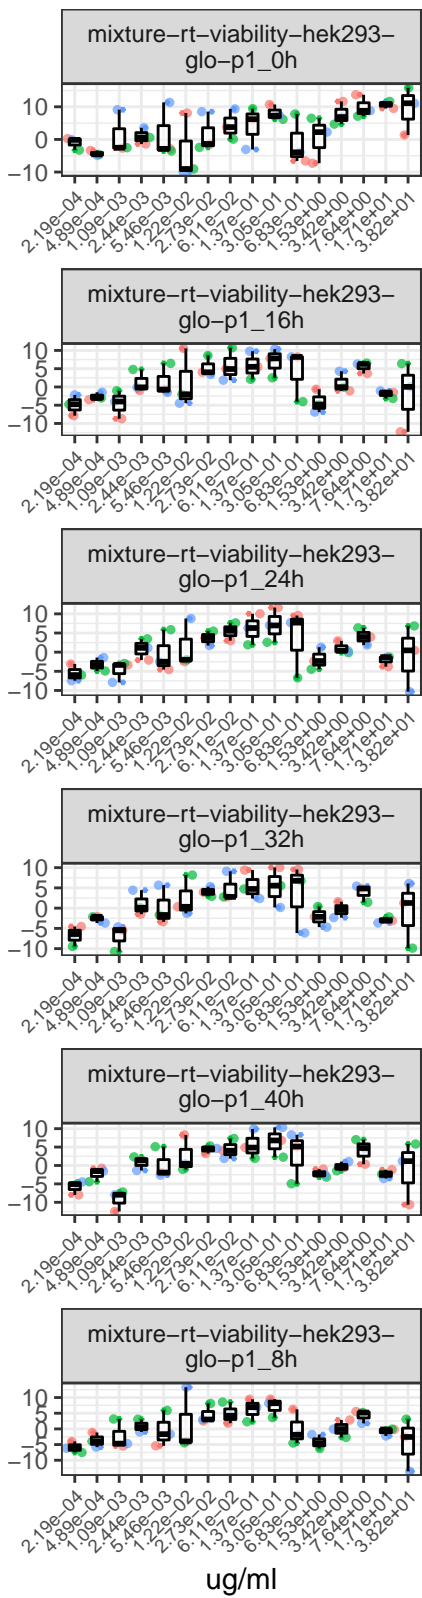 mixture−rt−viability−hek293−
glo−p1_0h
10
0
−10
2.19e−04
4.89e−04
1.09e−03
2.44e−03
5.46e−03
1.22e−02
2.73e−02
6.11e−02
1.37e−01
3.05e−01
6.83e−01
1.53e+00
3.42e+00
7.64e+00
1.71e+01
3.82e+01
mixture−rt−viability−hek293−
glo−p1_16h
10
5
0
−5
−10
2.19e−04
4.89e−04
1.09e−03
2.44e−03
5.46e−03
1.22e−02
2.73e−02
6.11e−02
1.37e−01
3.05e−01
6.83e−01
1.53e+00
3.42e+00
7.64e+00
1.71e+01
3.82e+01
mixture−rt−viability−hek293−
glo−p1_24h
10
5
0
−5
−10
2.19e−04
4.89e−04
1.09e−03
2.44e−03
5.46e−03
1.22e−02
2.73e−02
6.11e−02
1.37e−01
3.05e−01
6.83e−01
1.53e+00
3.42e+00
7.64e+00
1.71e+01
3.82e+01
mixture−rt−viability−hek293−
glo−p1_32h
10
5
0
−5
−10
2.19e−04
4.89e−04
1.09e−03
2.44e−03
5.46e−03
1.22e−02
2.73e−02
6.11e−02
1.37e−01
3.05e−01
6.83e−01
1.53e+00
3.42e+00
7.64e+00
1.71e+01
3.82e+01
mixture−rt−viability−hek293−
glo−p1_40h
10
5
0
−5
−10
2.19e−04
4.89e−04
1.09e−03
2.44e−03
5.46e−03
1.22e−02
2.73e−02
6.11e−02
1.37e−01
3.05e−01
6.83e−01
1.53e+00
3.42e+00
7.64e+00
1.71e+01
3.82e+01
mixture−rt−viability−hek293−
glo−p1_8h
10
5
0
−5
−10
2.19e−04
4.89e−04
1.09e−03
2.44e−03
5.46e−03
1.22e−02
2.73e−02
6.11e−02
1.37e−01
3.05e−01
6.83e−01
1.53e+00
3.42e+00
7.64e+00
1.71e+01
3.82e+01
ug/ml